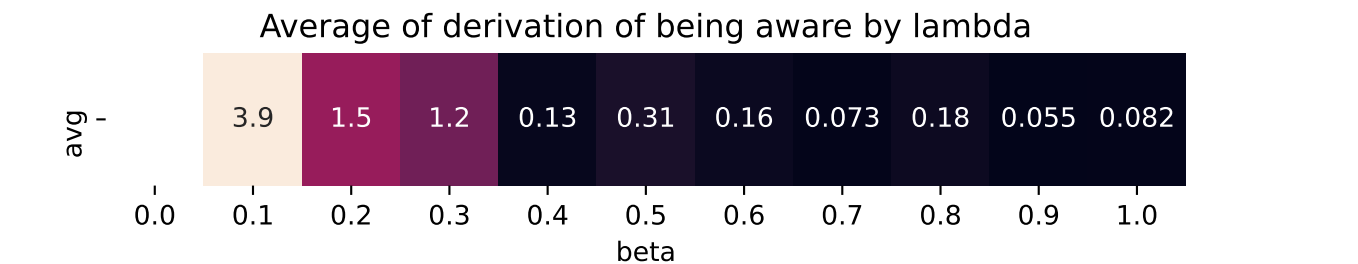 Average of derivation of being aware by lambda
avg
3.9 1.5 1.2 0.13 0.31 0.16 0.073 0.18 0.055 0.082
0.0 0.1 0.2 0.3 0.4 0.5 0.6 0.7 0.8 0.9 1.0
beta